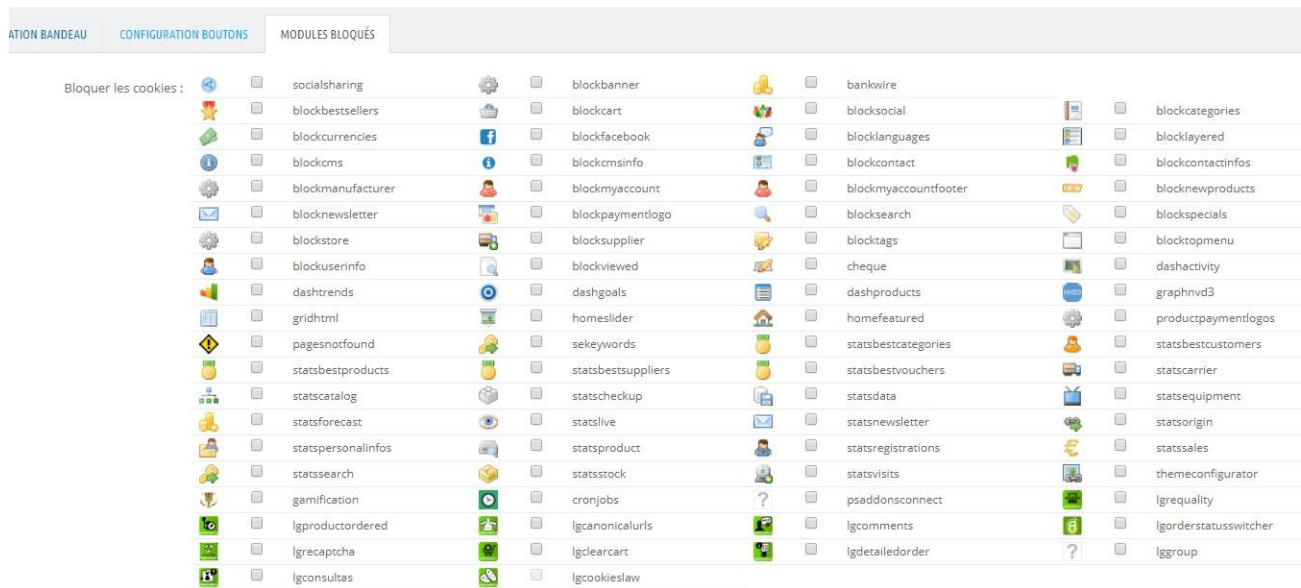 ATION BANDEAU CONFIGURATION BOUTONS MODULES BLOQUÉS
Bloquer les cookies : socialsharing blockbanner bankwire
blockbestsellers blockcart blocksocial blockcategories
blockcurrencies blockfacebook blocklanguages blocklayered
blockcms blockcmsinfo blockcontact blockcontactinfos
blockmanufacturer blockmyaccount blockmyaccountfooter NEW blocknewproducts
blocknewsletter blockpaymentlogo blocksearch blockspecials
blockstore blocksupplier blocktags blocktopmenu
blockuserinfo blockviewed cheque dashactivity
dashtrends dashgoals dashproducts NVD3 graphnvd3
gridhtml homeslider homefeatured productpaymentlogos
pagesnotfound sekeywords statsbestcategories statsbestcustomers
statsbestproducts statsbestsuppliers statsbestvouchers statscarrier
statscatalog statscheckup statsdata statsequipment
statsforecast statslive statsnewsletter statsorigin
statspersonalinfos statsproduct statsregistrations statssales
statssearch statsstock statsvisits themeconfigurator
gamification cronjobs ? psaddonsconnect lgrequality
lgproductordered lgcanonicalurls lgcomments lgorderstatusswitcher
lgrecaptcha lgclearcart lgdetailedorder ? lggroup
lgconsultas lgcookieslaw